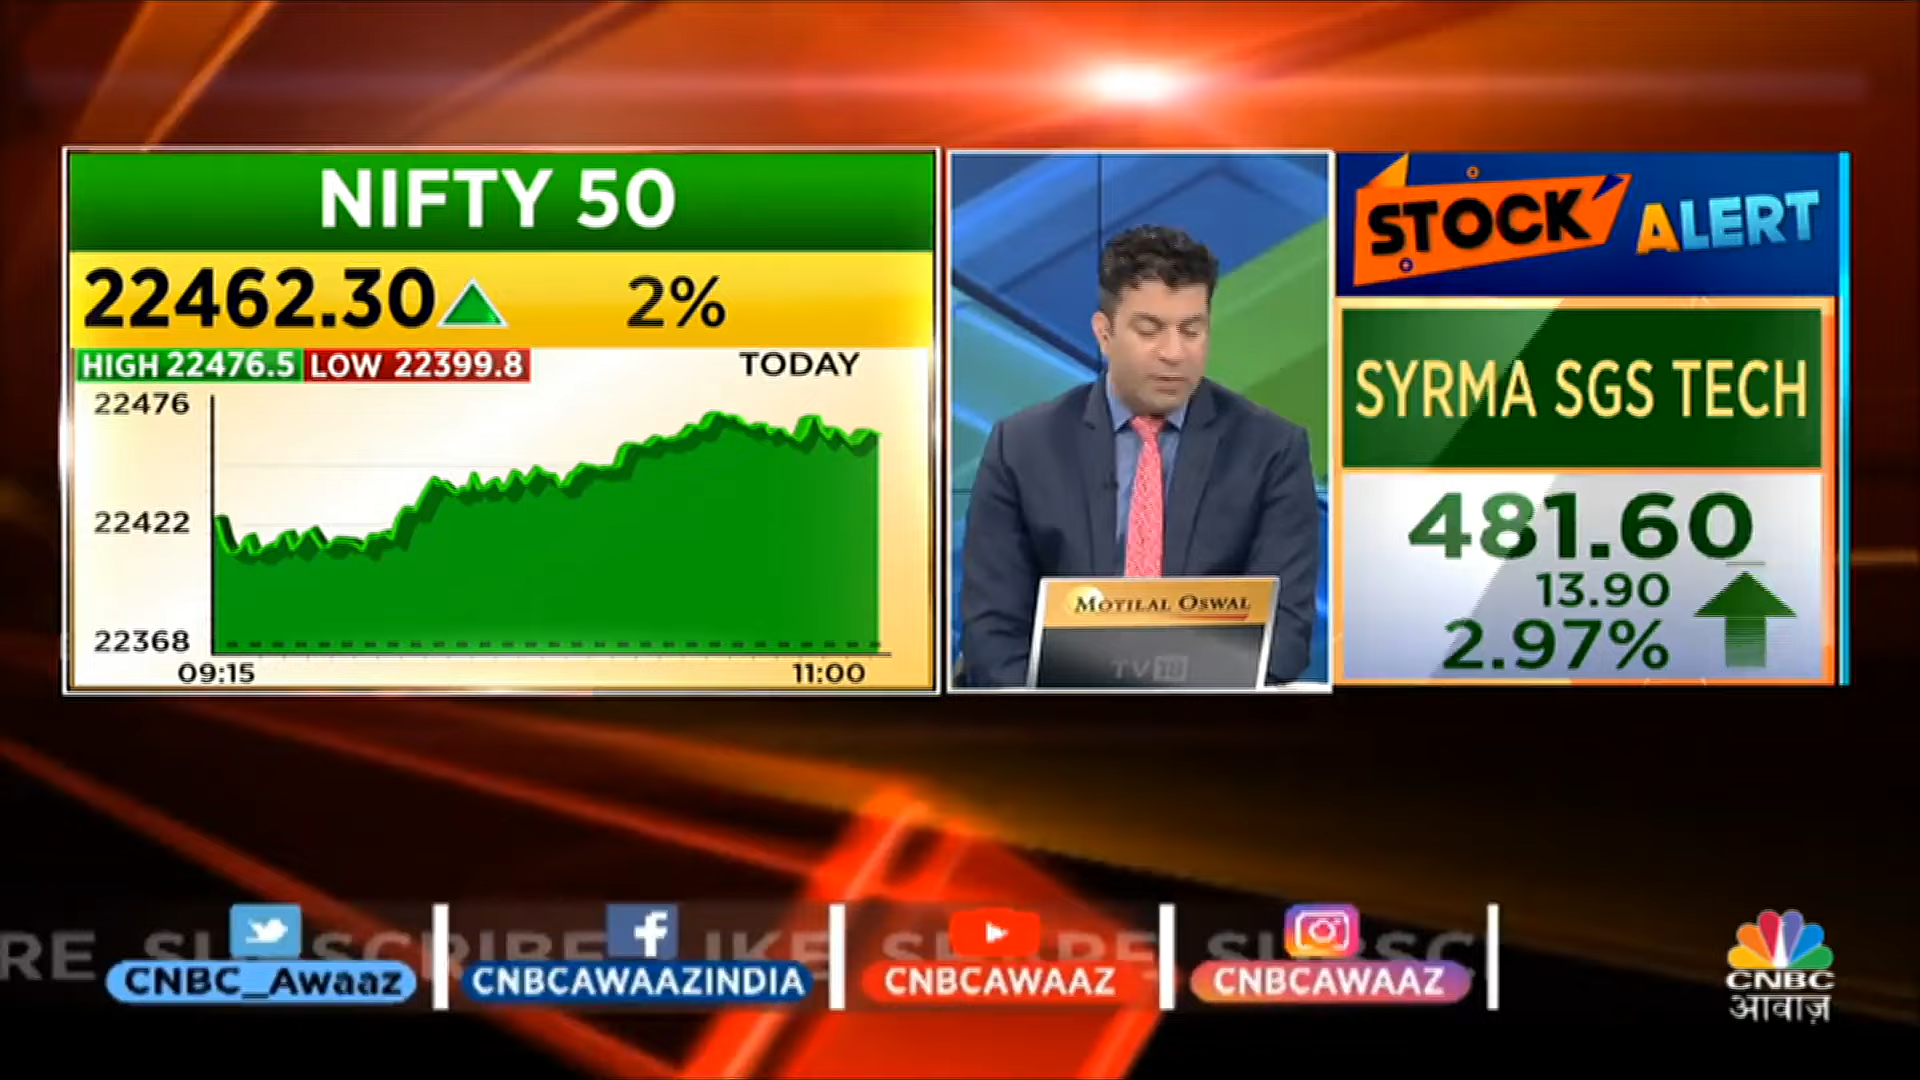 NIFTY 50
22462.30
2%
HIGH 22476.5 LOW 22399.8
TODAY
22476
22422
22368
09:15
11:00
MOTILAL OSWAL
TV18
STOCK ALERT
SYRMA SGS TECH
481.60
13.90
2.97%
CNBC_Awaaz
CNBCAWAAZINDIA
CNBCAWAAZ
CNBCAWAAZ
CNBC
आवाज़